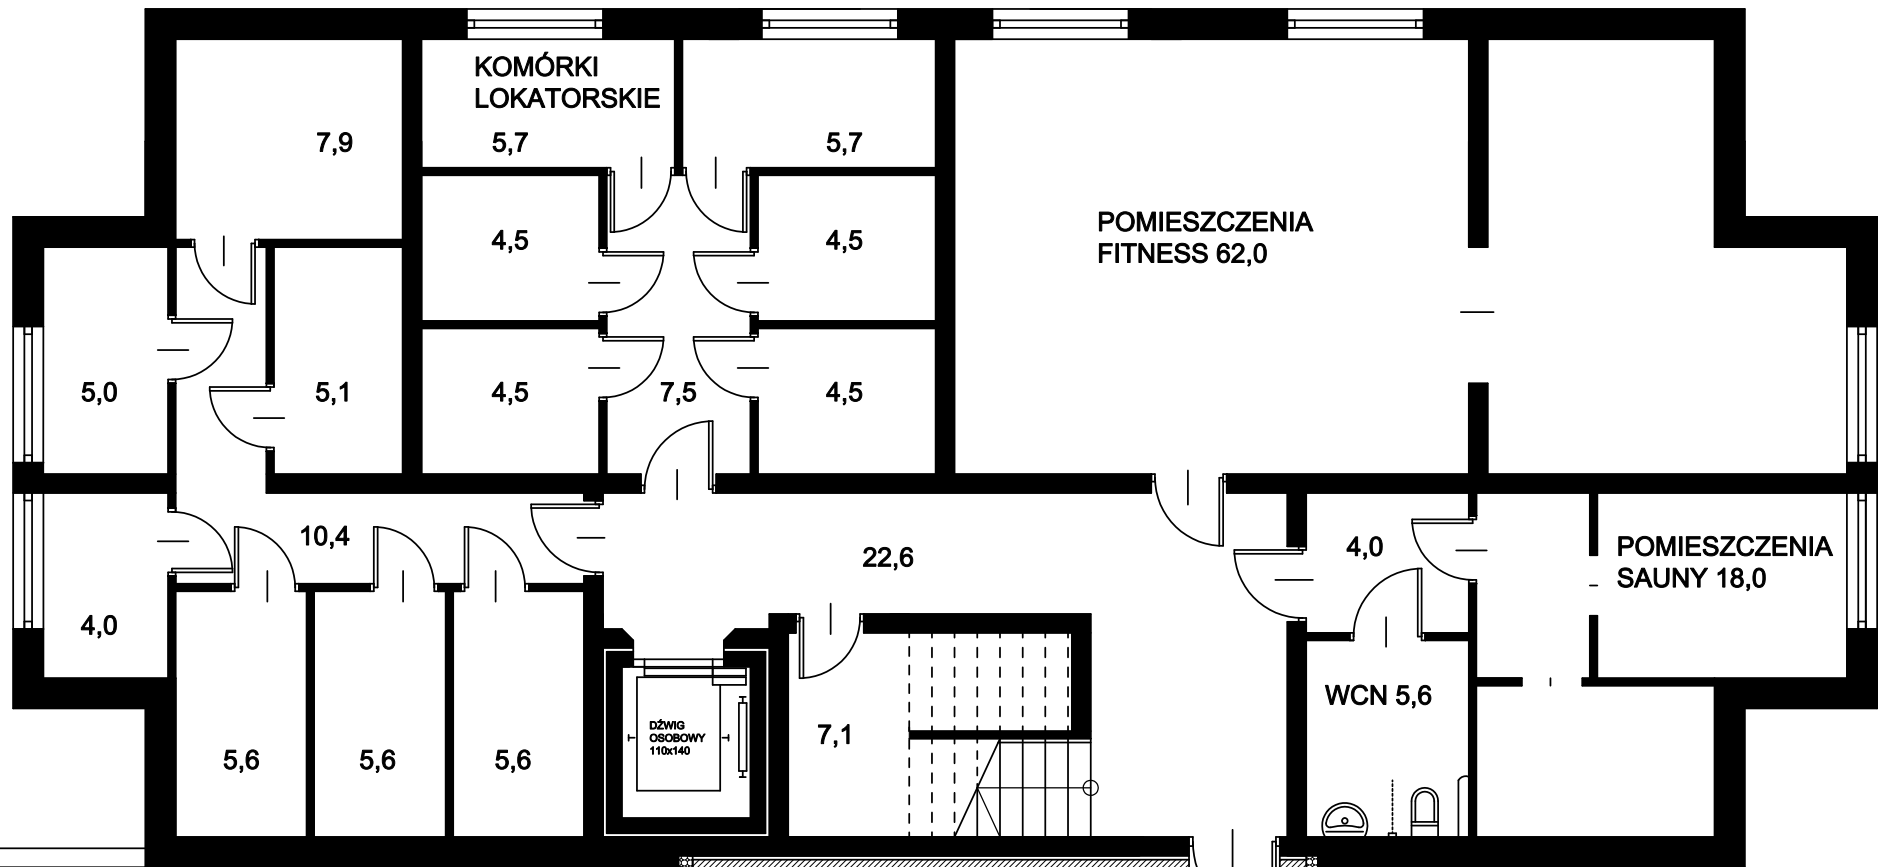 KOMÓRKI
LOKATORSKIE
7,9
5,7
5,7
POMIESZCZENIA
FITNESS 62,0
4,5
4,5
5,0
5,1
4,5
7,5
4,5
10,4
22,6
4,0
POMIESZCZENIA
SAUNY 18,0
4,0
WCN 5,6
5,6
5,6
5,6
DŹWIG
OSOBOWY
110x140
7,1